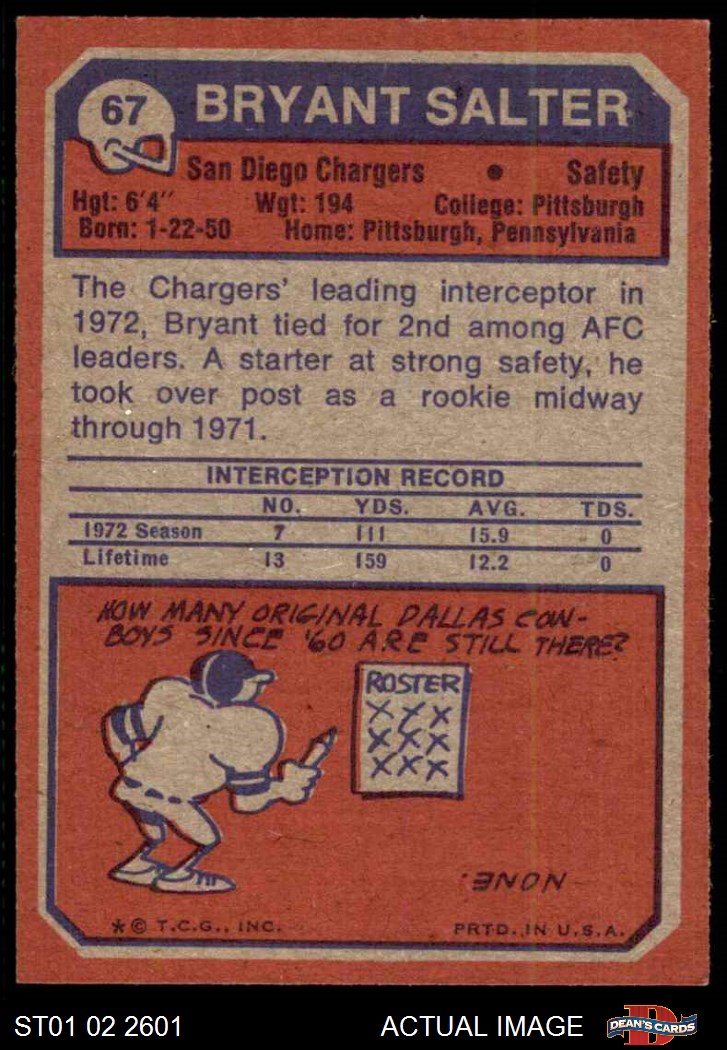 67 BRYANT SALTER
San Diego Chargers • Safety
Hgt: 6'4" Wgt: 194 College: Pittsburgh
Born: 1-22-50 Home: Pittsburgh, Pennsylvania
The Chargers' leading interceptor in
1972, Bryant tied for 2nd among AFC
leaders. A starter at strong safety, he
took over post as a rookie midway
through 1971.
INTERCEPTION RECORD
NO. YDS. AVG. TDS.
1972 Season 7 111 15.9 0
Lifetime 13 159 12.2 0
HOW MANY ORIGINAL DALLAS COW-
BOYS SINCE '60 ARE STILL THERE?
ROSTER
XXX
XXX
XXX
NONE
* © T.C.G., INC. PRTD. IN U.S.A.
ST01 02 2601 ACTUAL IMAGE DEAN'S CARDS